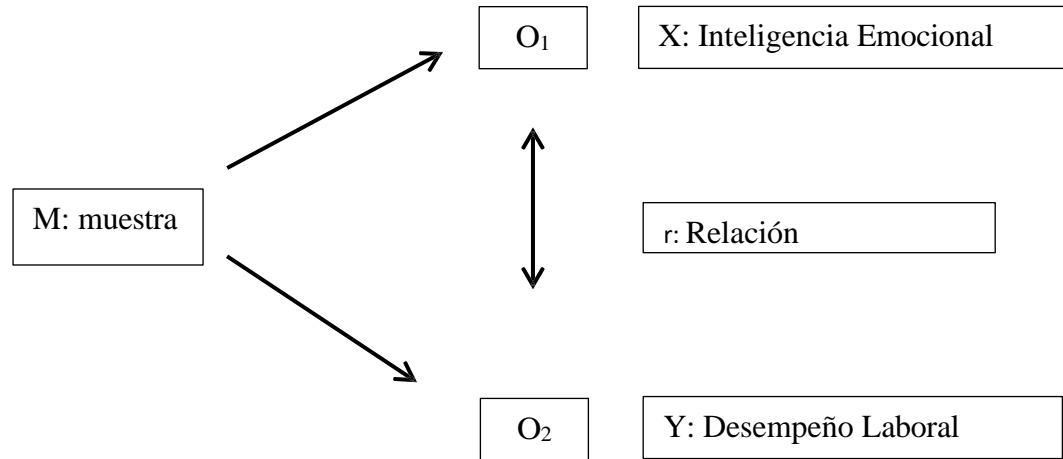 O₁
X: Inteligencia Emocional
M: muestra
r: Relación
O₂
Y: Desempeño Laboral